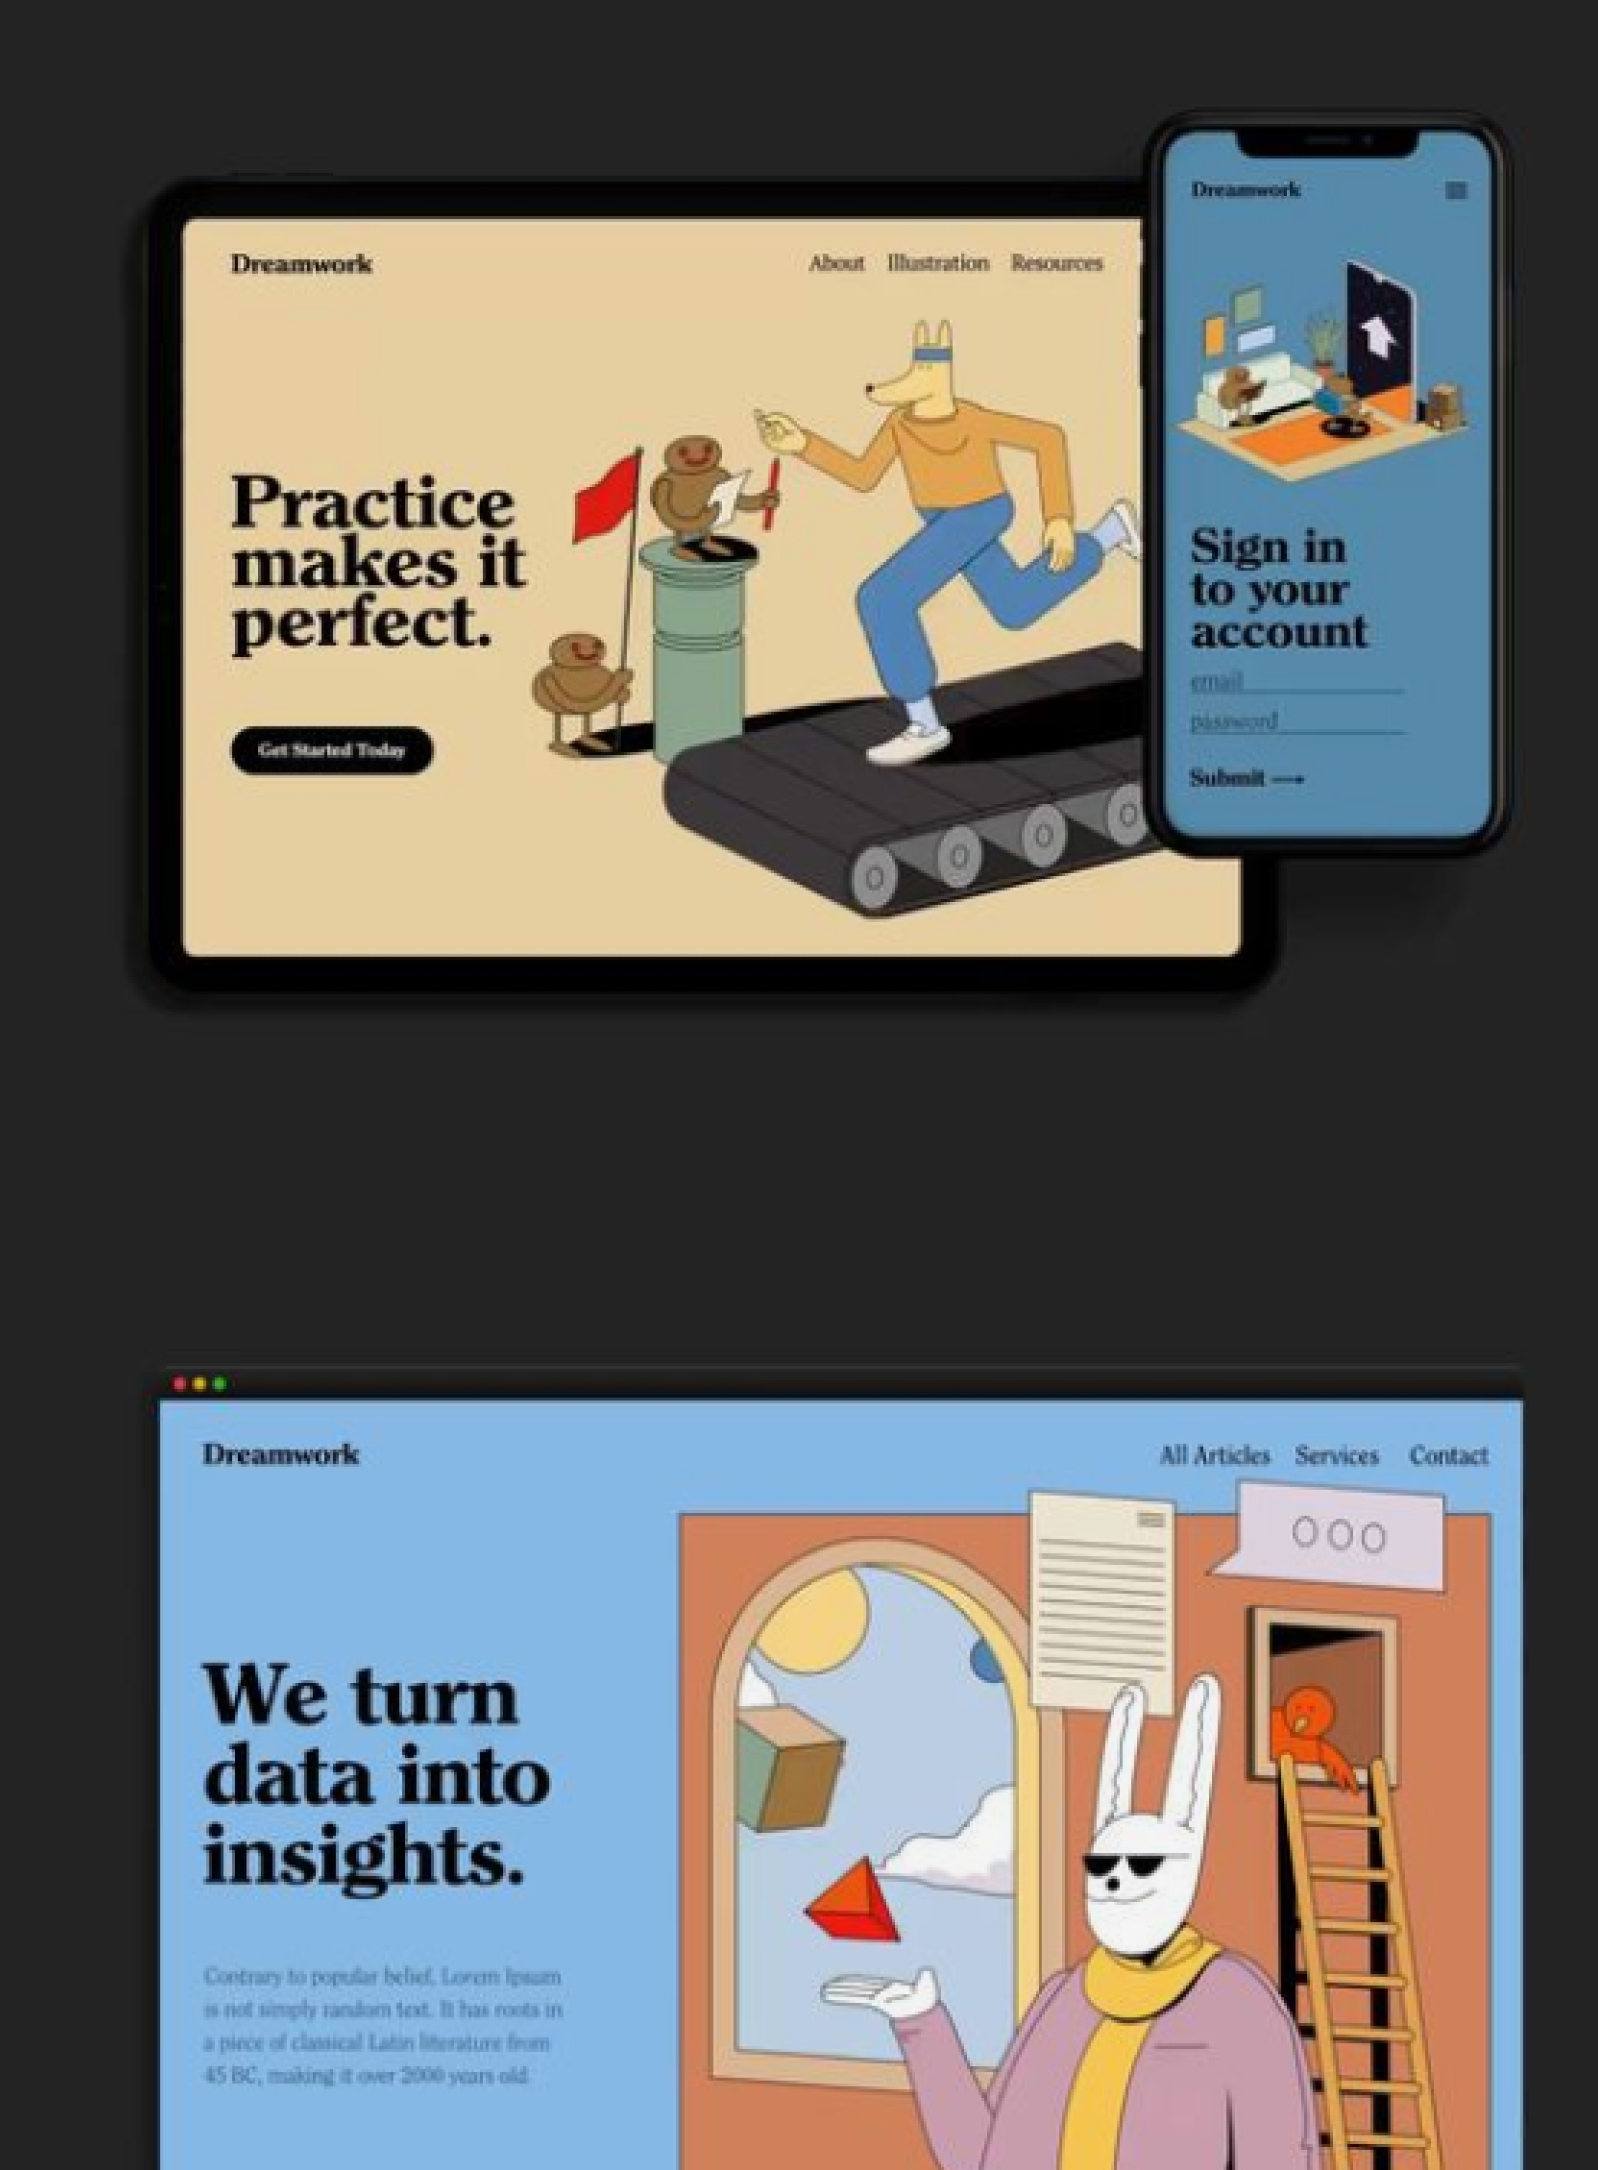 Dreamwork
About Illustration Resources
Practice
makes it
perfect.
Get Started Today
Dreamwork
Sign in
to your
account
email
password
Submit →
Dreamwork
All Articles Services Contact
We turn
data into
insights.
Contrary to popular belief, Lorem Ipsum
is not simply random text. It has roots in
a piece of classical Latin literature from
45 BC, making it over 2000 years old.